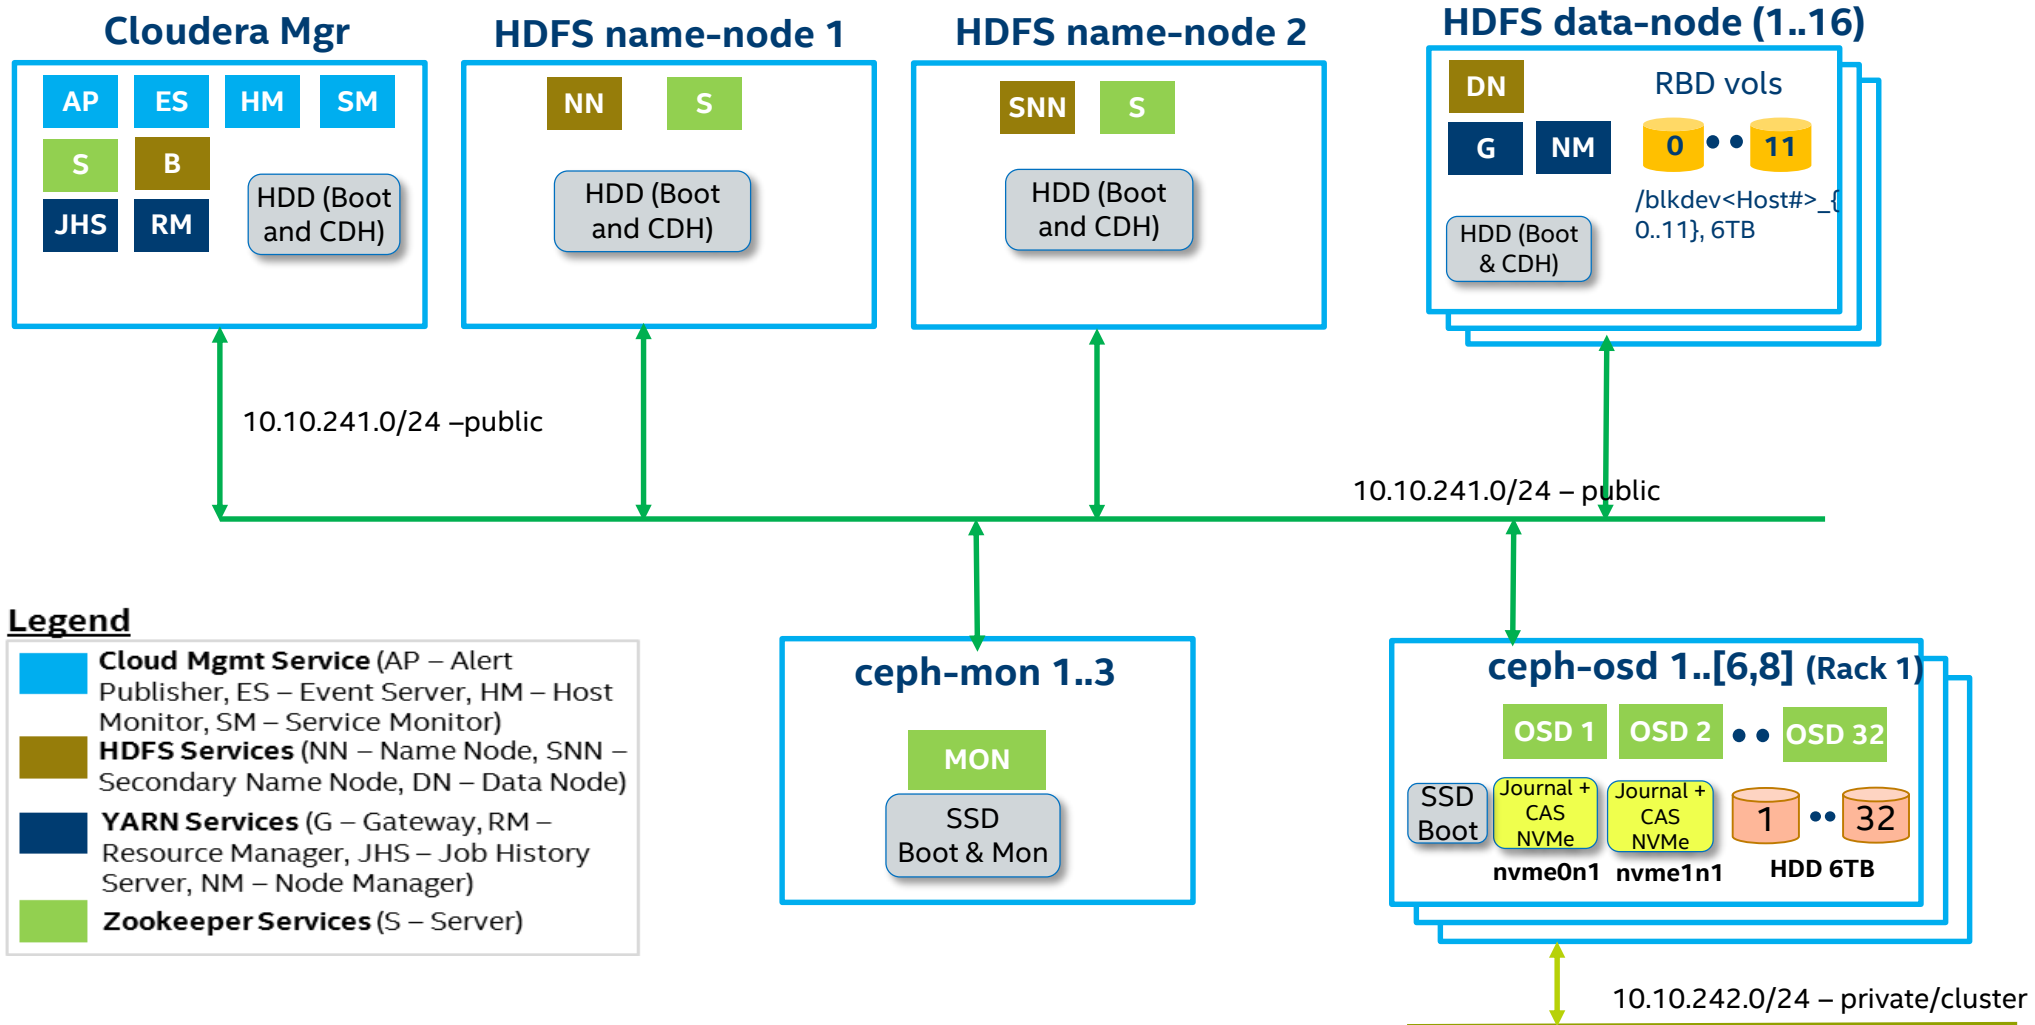 Cloudera Mgr
AP ES HM SM
S B
JHS RM
HDD (Boot
and CDH)
HDFS name-node 1
NN S
HDD (Boot
and CDH)
HDFS name-node 2
SNN S
HDD (Boot
and CDH)
HDFS data-node (1..16)
DN
G NM
RBD vols
0 11
/blkdev<Host#>_{
0..11}, 6TB
HDD (Boot
& CDH)
10.10.241.0/24 –public
10.10.241.0/24 – public
Legend
Cloud Mgmt Service (AP – Alert
Publisher, ES – Event Server, HM – Host
Monitor, SM – Service Monitor)
HDFS Services (NN – Name Node, SNN –
Secondary Name Node, DN – Data Node)
YARN Services (G – Gateway, RM –
Resource Manager, JHS – Job History
Server, NM – Node Manager)
Zookeeper Services (S – Server)
ceph-mon 1..3
MON
SSD
Boot & Mon
ceph-osd 1..[6,8] (Rack 1)
OSD 1 OSD 2 OSD 32
SSD
Boot
Journal +
CAS
NVMe
nvme0n1
Journal +
CAS
NVMe
nvme1n1
1 32
HDD 6TB
10.10.242.0/24 – private/cluster